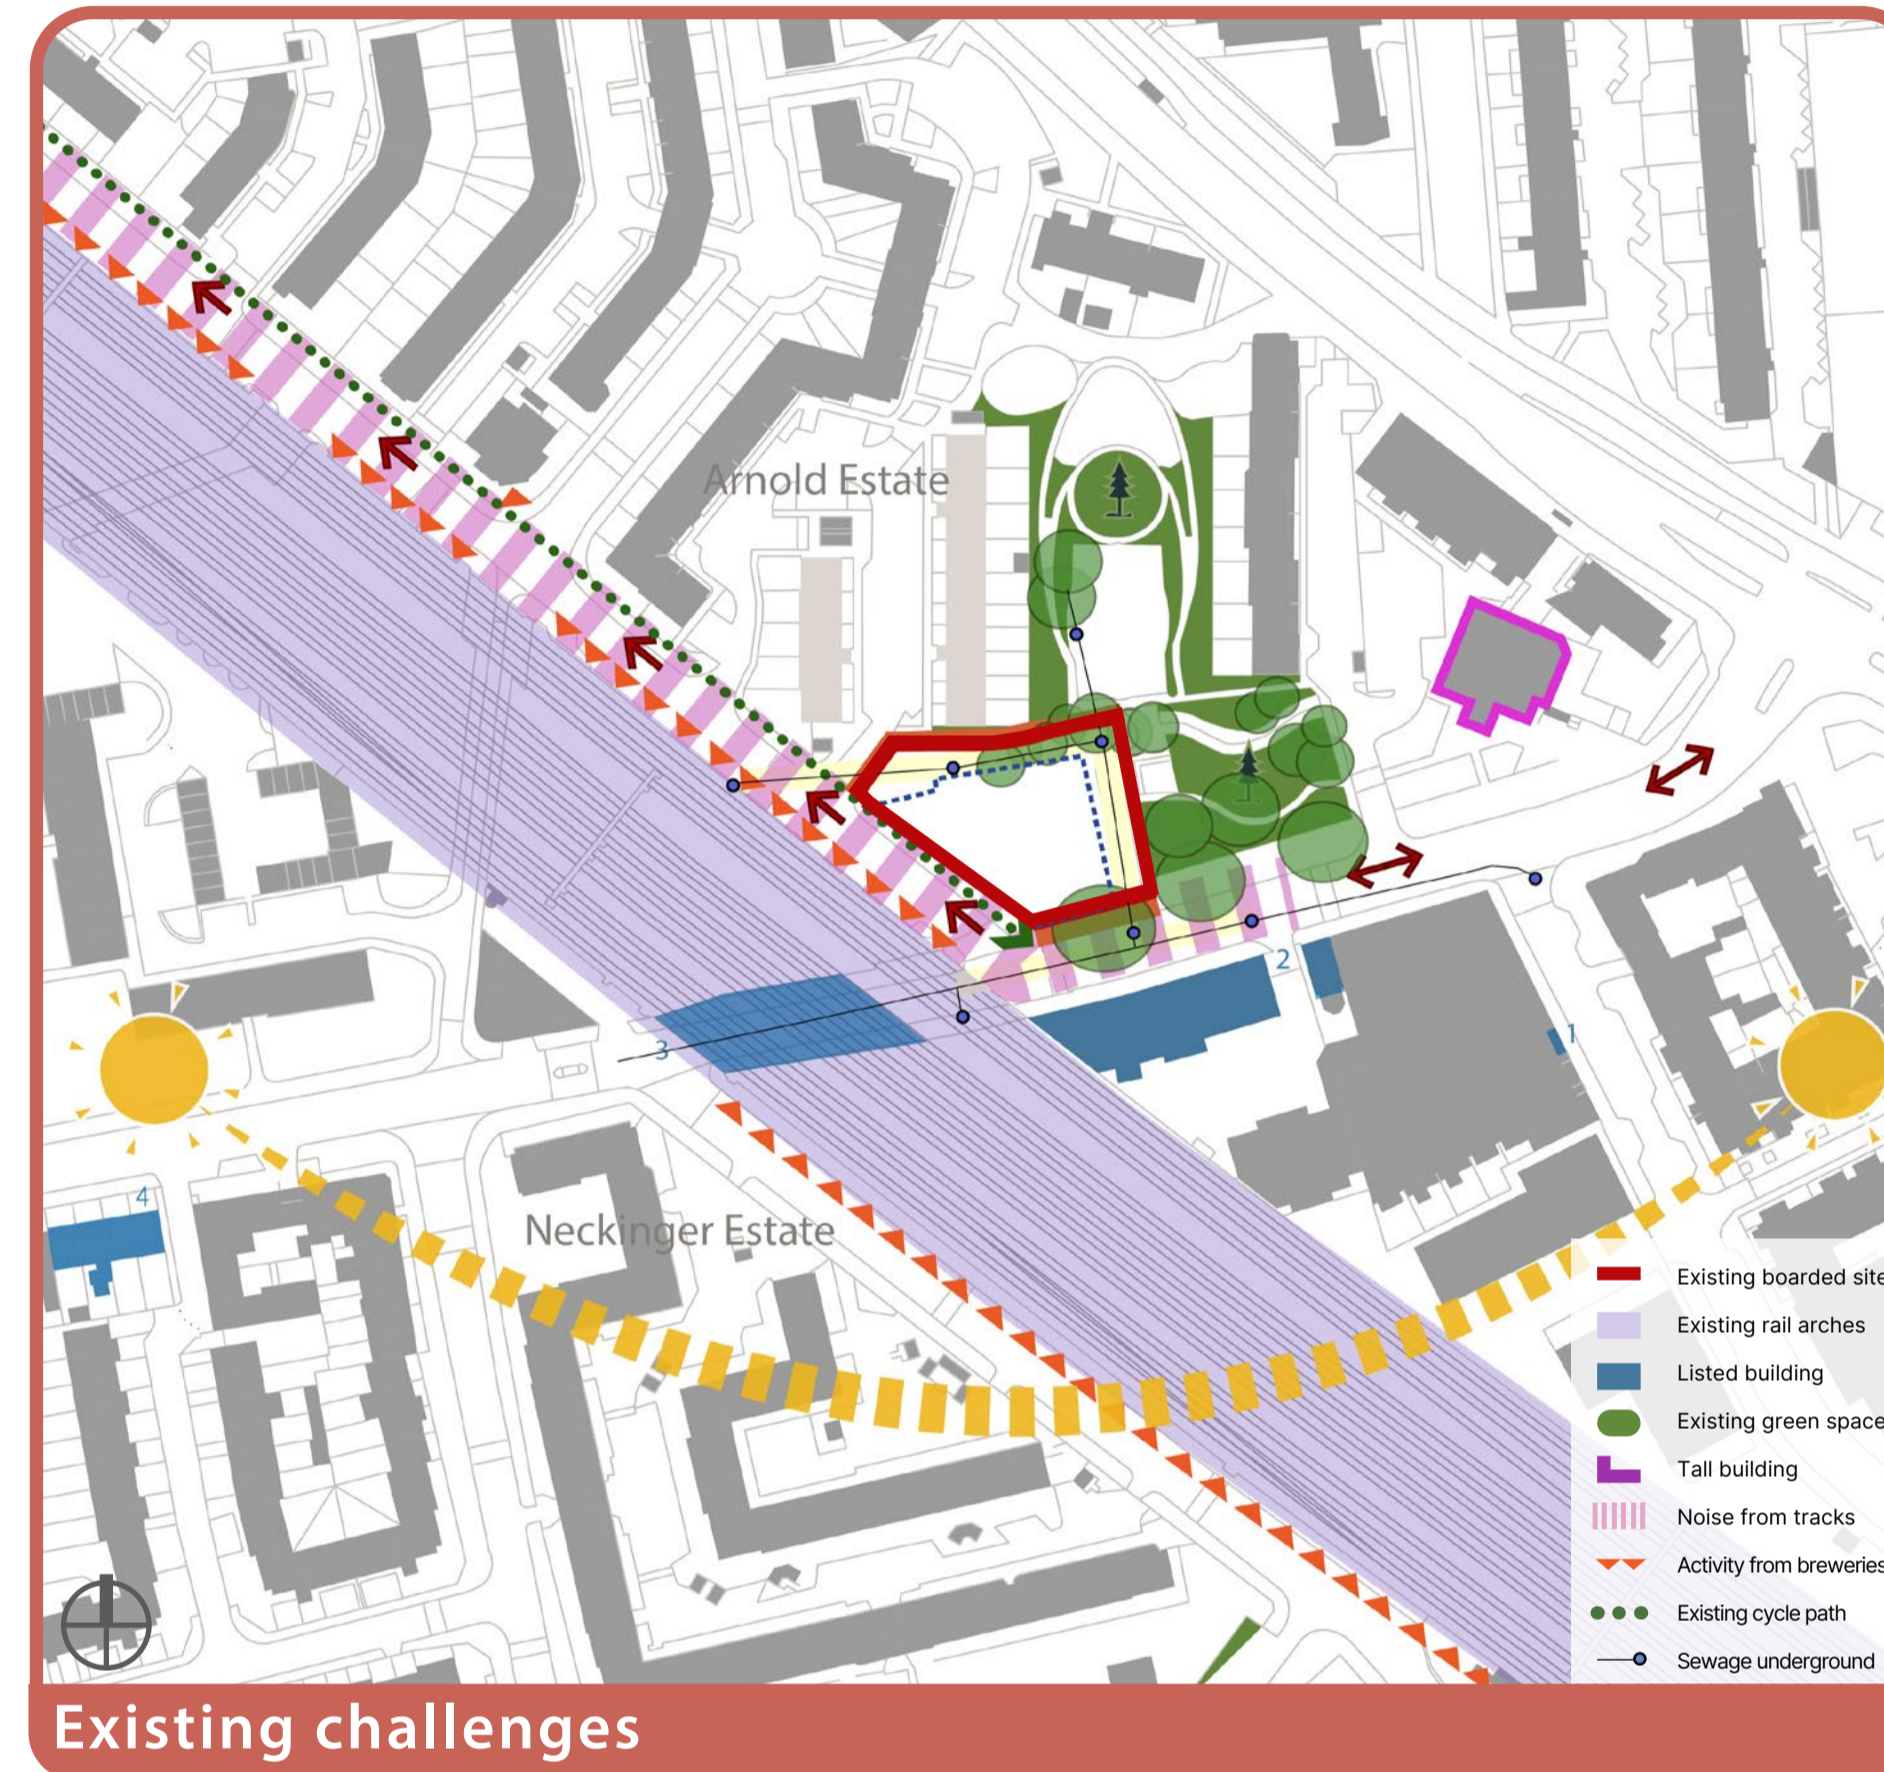 Arnold Estate
2
1
3
4
Neckinger Estate
Existing boarded site
Existing rail arches
Listed building
Existing green space
Tall building
Noise from tracks
Activity from breweries
Existing cycle path
Sewage underground
Existing challenges